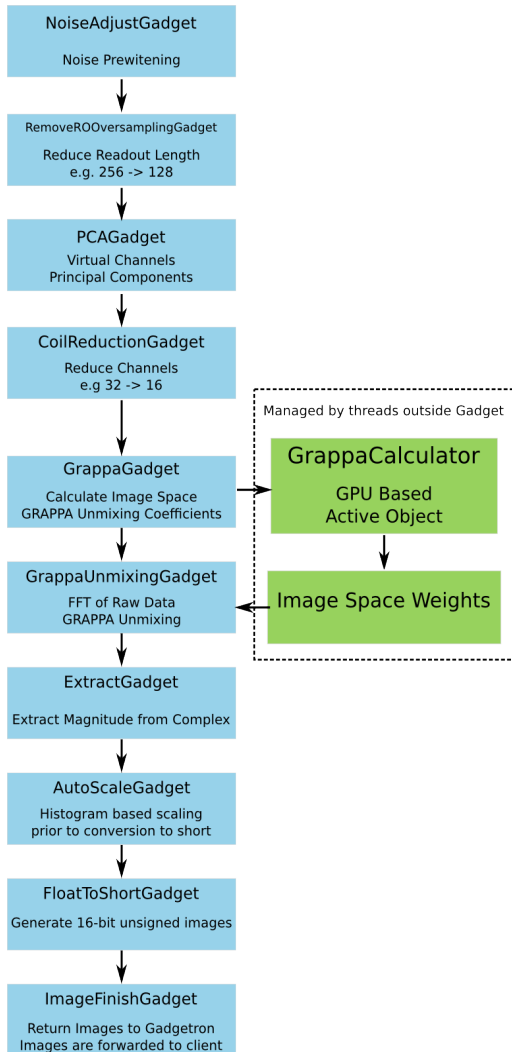 NoiseAdjustGadget
Noise Prewitening
RemoveROOversamplingGadget
Reduce Readout Length
e.g. 256 -> 128
PCAGadget
Virtual Channels
Principal Components
CoilReductionGadget
Reduce Channels
e.g 32 -> 16
Managed by threads outside Gadget
GrappaGadget
Calculate Image Space
GRAPPA Unmixing Coefficients
GrappaCalculator
GPU Based
Active Object
GrappaUnmixingGadget
FFT of Raw Data
GRAPPA Unmixing
Image Space Weights
ExtractGadget
Extract Magnitude from Complex
AutoScaleGadget
Histogram based scaling
prior to conversion to short
FloatToShortGadget
Generate 16-bit unsigned images
ImageFinishGadget
Return Images to Gadgetron
Images are forwarded to client